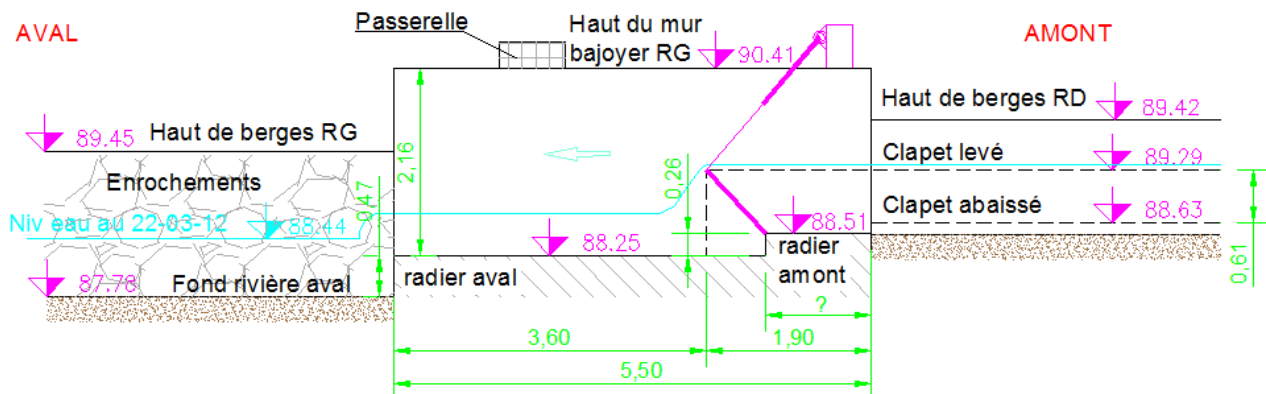 AVAL
Passerelle
Haut du mur
bajoyer RG
90.41
AMONT
Haut de berges RD
89.42
89.45
Haut de berges RG
2,16
Clapet levé
89.29
Enrochements
0,47
0,26
Clapet abaissé
88.63
Niveau au 22-03-12
88.44
88.51
88.25
radier
amont
0,61
87.78
Fond rivière aval
radier aval
?
3,60
1,90
5,50